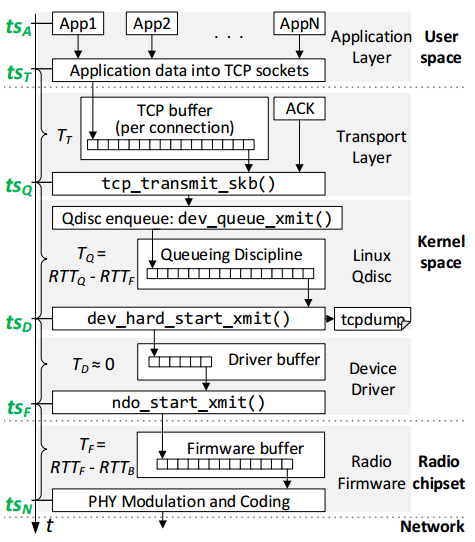 ts_A
App1 App2 . . . AppN
Application Layer
User space
ts_T
Application data into TCP sockets
T_T
TCP buffer
(per connection)
ACK
Transport Layer
ts_Q
tcp_transmit_skb()
Qdisc enqueue: dev_queue_xmit()
T_Q =
RTT_Q - RTT_F
Queueing Discipline
Linux Qdisc
Kernel space
ts_D
dev_hard_start_xmit()
tcpdump
T_D ≈ 0
Driver buffer
Device Driver
ts_F
ndo_start_xmit()
T_F =
RTT_F - RTT_B
Firmware buffer
Radio Firmware
Radio chipset
ts_N
PHY Modulation and Coding
t
Network